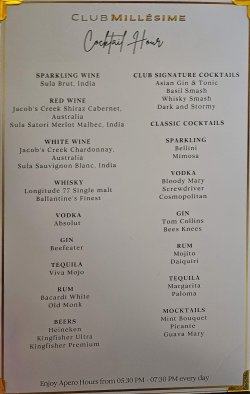 CLUB MILLÉSIME
Cocktail Hour
SPARKLING WINE
Sula Brut, India
RED WINE
Jacob's Creek Shiraz Cabernet,
Australia
Sula Satori Merlot Malbec, India
WHITE WINE
Jacob's Creek Chardonnay,
Australia
Sula Sauvignon Blanc, India
WHISKY
Longitude 77 Single malt
Ballantine's Finest
VODKA
Absolut
GIN
Beefeater
TEQUILA
Viva Mojo
RUM
Bacardi White
Old Monk
BEERS
Heineken
Kingfisher Ultra
Kingfisher Premium
CLUB SIGNATURE COCKTAILS
Asian Gin & Tonic
Basil Smash
Whisky Smash
Dark and Stormy
CLASSIC COCKTAILS
SPARKLING
Bellini
Mimosa
VODKA
Bloody Mary
Screwdriver
Cosmopolitan
GIN
Tom Collins
Bees Knees
RUM
Mojito
Daiquiri
TEQUILA
Margarita
Paloma
MOCKTAILS
Mint Bouquet
Picante
Guava Mary
Enjoy Apero Hours from 05:30 PM - 07:30 PM every day